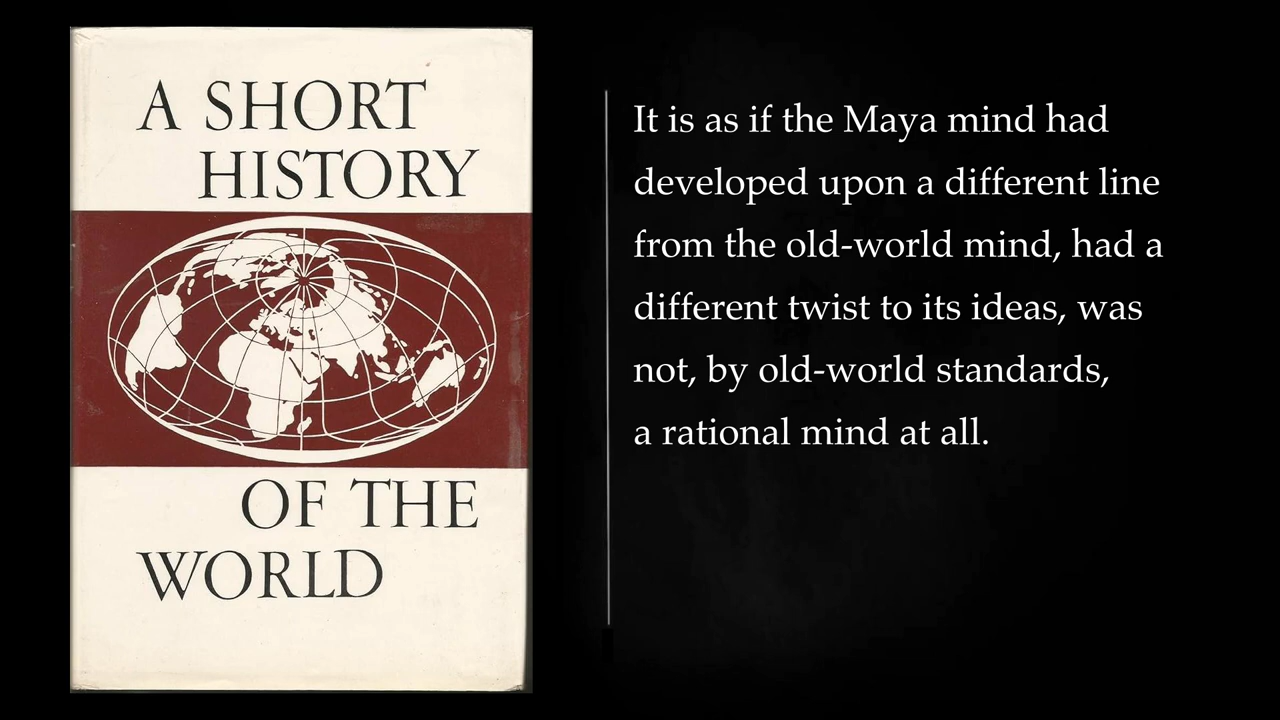 A SHORT
HISTORY
OF THE
WORLD
It is as if the Maya mind had
developed upon a different line
from the old-world mind, had a
different twist to its ideas, was
not, by old-world standards,
a rational mind at all.